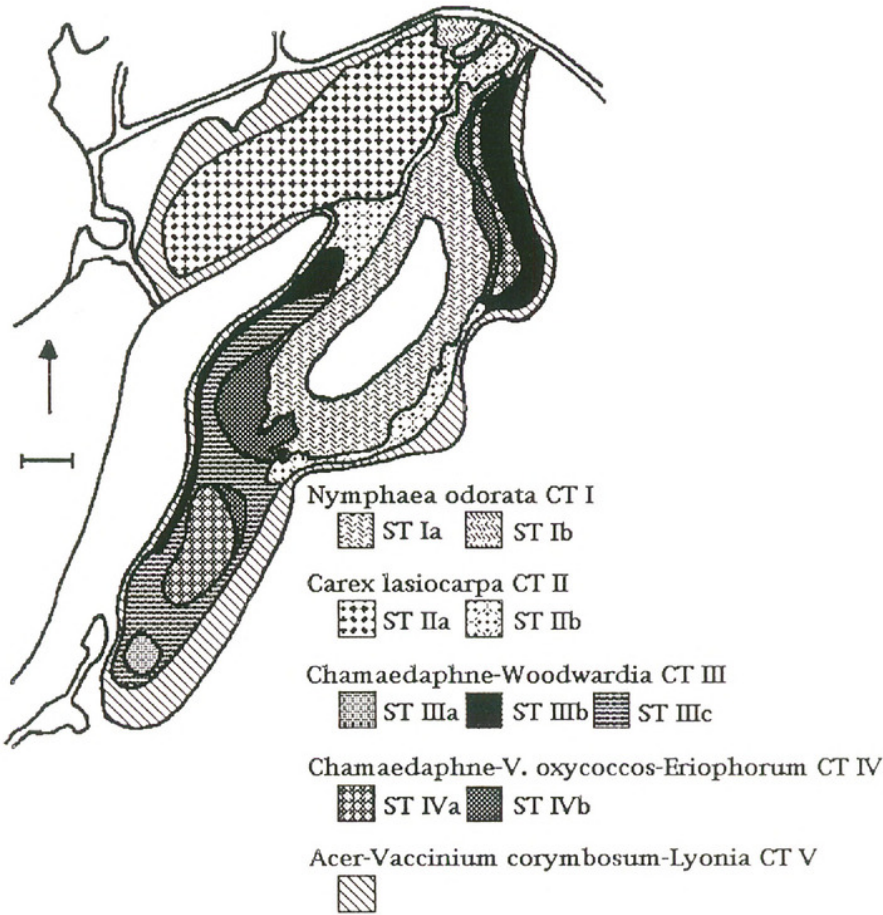 Nymphaea odorata CT I
ST Ia ST Ib
Carex lasiocarpa CT II
ST IIa ST IIb
Chamaedaphne-Woodwardia CT III
ST IIIa ST IIIb ST IIIc
Chamaedaphne-V. oxycoccos-Eriophorum CT IV
ST IVa ST IVb
Acer-Vaccinium corymbosum-Lyonia CT V